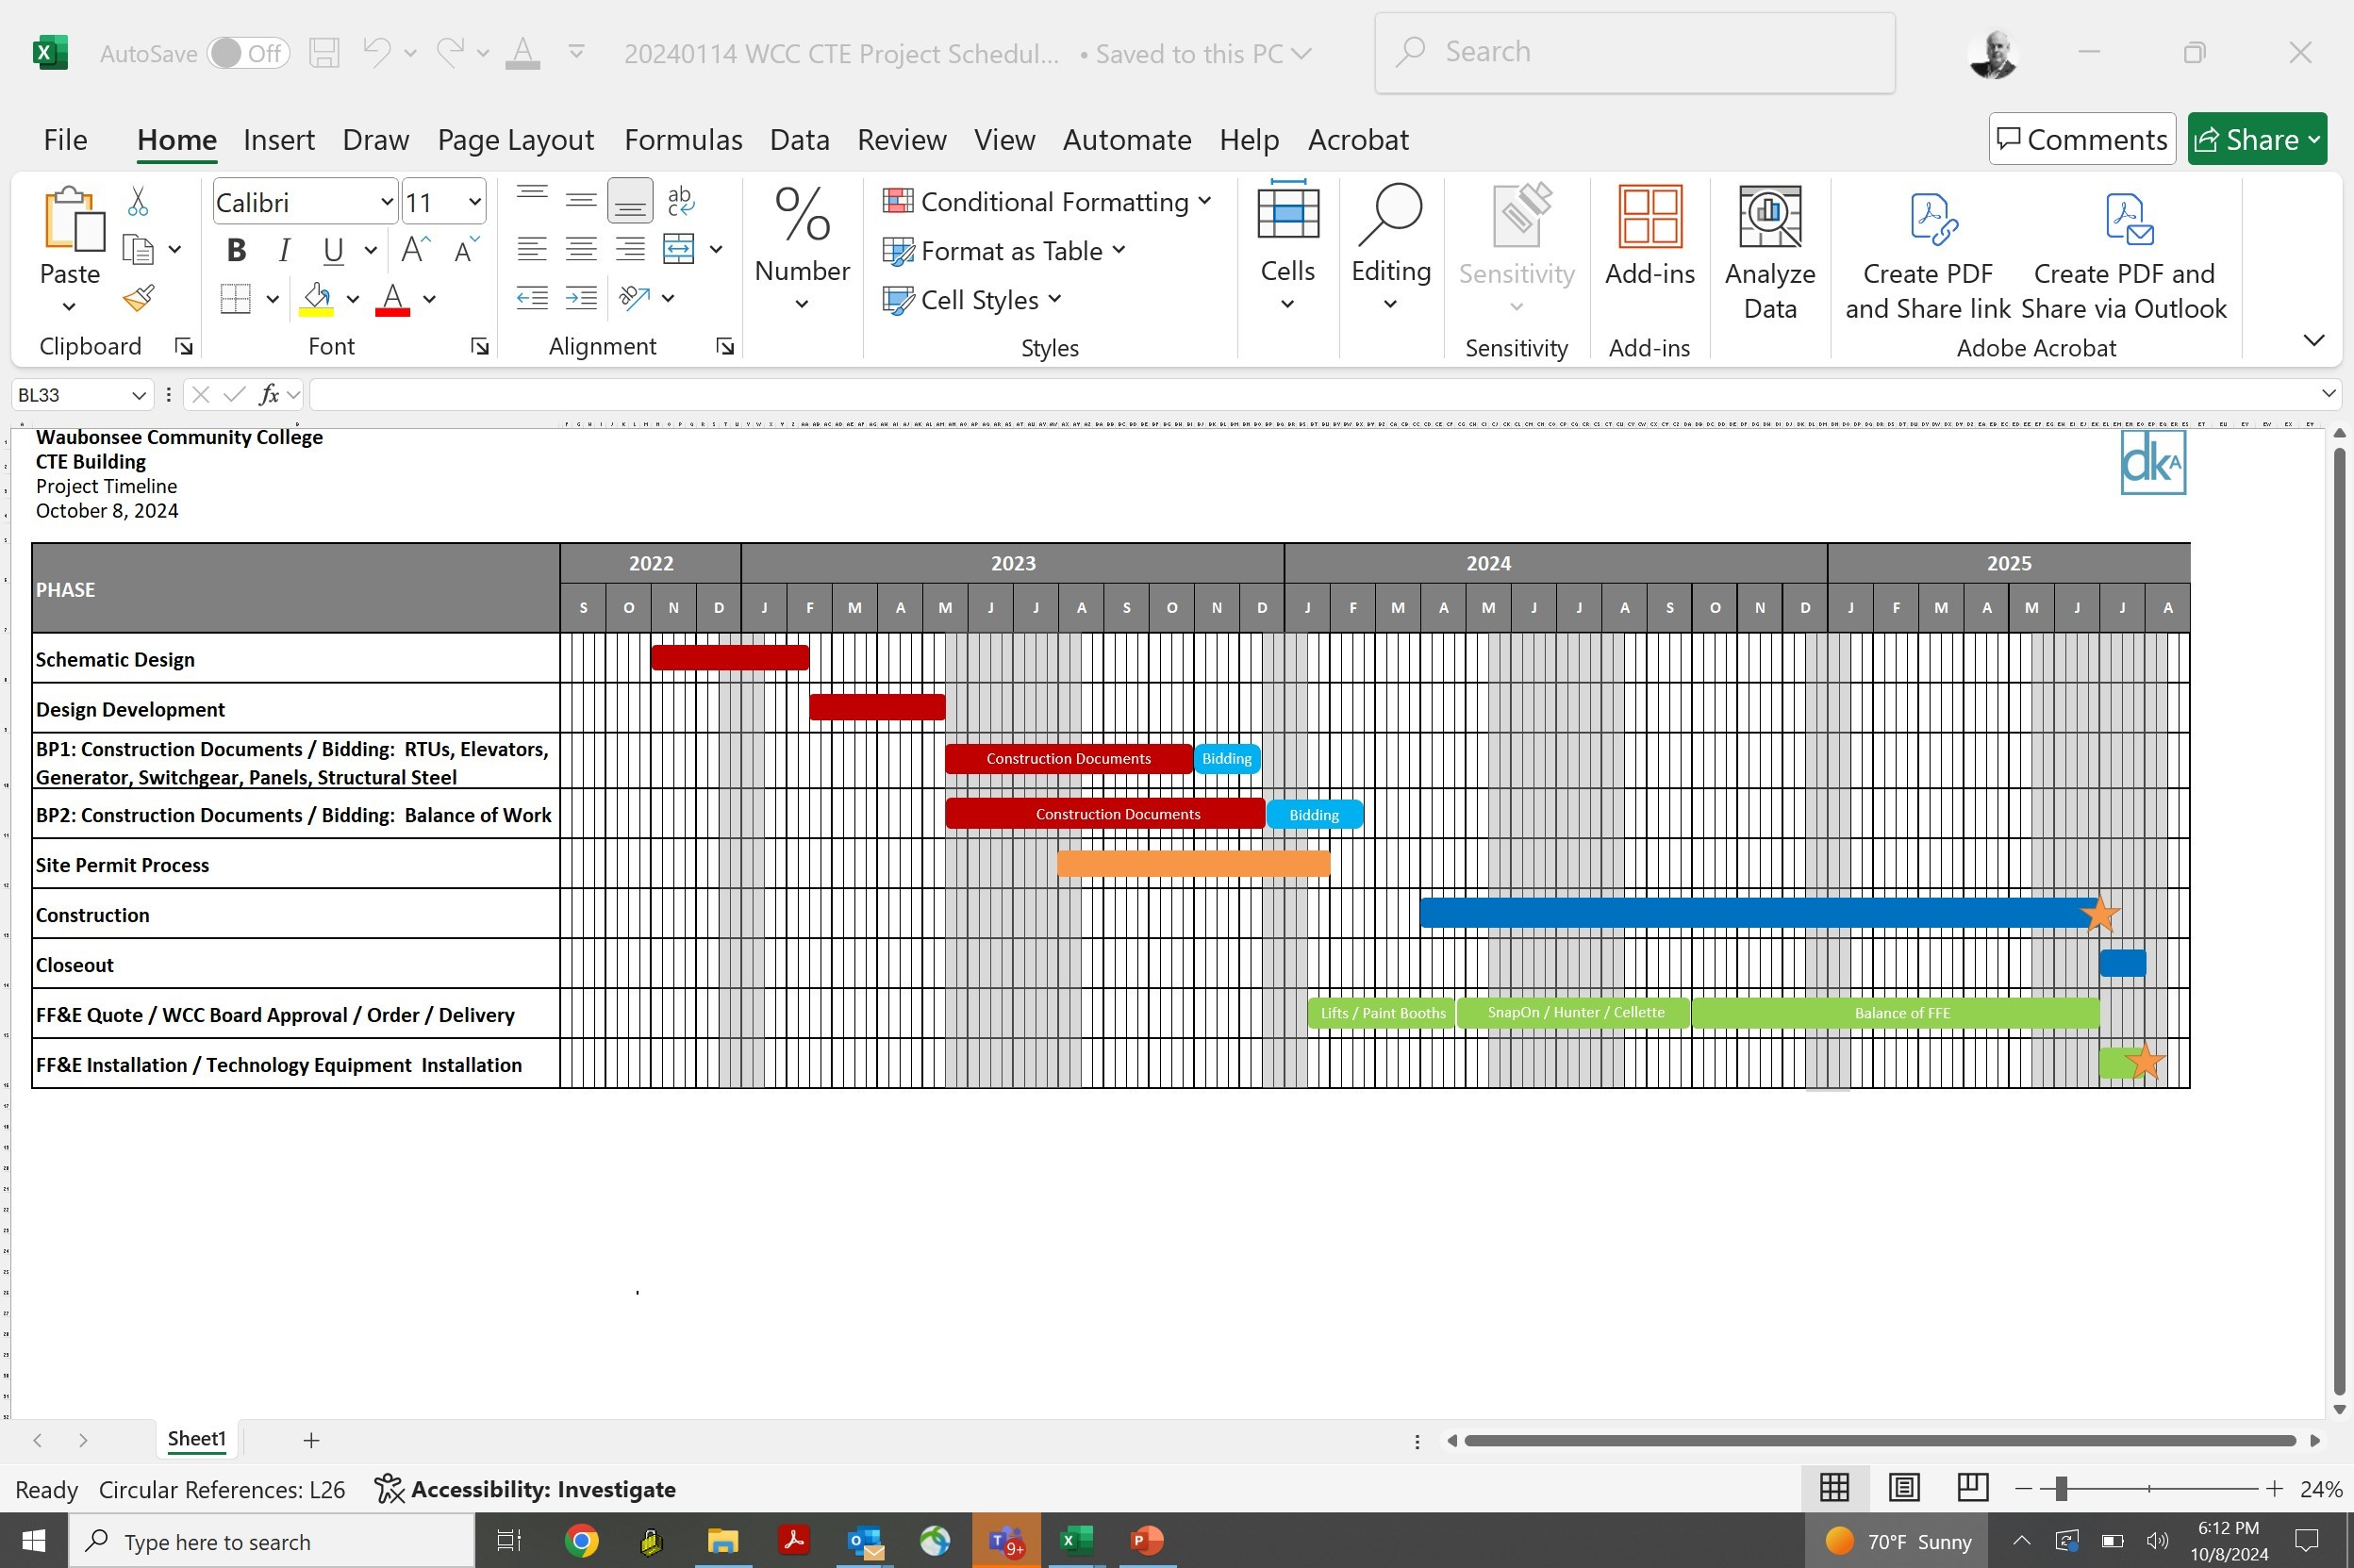 AutoSave Off 20240114 WCC CTE Project Schedul... • Saved to this PC Search
File Home Insert Draw Page Layout Formulas Data Review View Automate Help Acrobat Comments Share
Paste
Clipboard
Calibri 11
B I U A A
A
Font
ab
c
ab
Alignment
%
Number
Conditional Formatting
Format as Table
Cell Styles
Styles
Cells
Editing
Sensitivity
Sensitivity
Add-ins
Add-ins
Analyze
Data
Create PDF
and Share link
Create PDF and
Share via Outlook
Adobe Acrobat
BL33 fx
Waubonsee Community College
CTE Building
Project Timeline
October 8, 2024
dkA
PHASE 2022 2023 2024 2025
S O N D J F M A M J J A S O N D J F M A M J J A S O N D J F M A M J J A
Schematic Design
Design Development
BP1: Construction Documents / Bidding: RTUs, Elevators,
Generator, Switchgear, Panels, Structural Steel
Construction Documents Bidding
BP2: Construction Documents / Bidding: Balance of Work Construction Documents Bidding
Site Permit Process
Construction
Closeout
FF&E Quote / WCC Board Approval / Order / Delivery Lifts / Paint Booths SnapOn / Hunter / Cellette Balance of FFE
FF&E Installation / Technology Equipment Installation
Sheet1
Ready Circular References: L26 Accessibility: Investigate 24%
Type here to search 9+ 70°F Sunny 6:12 PM
10/8/2024